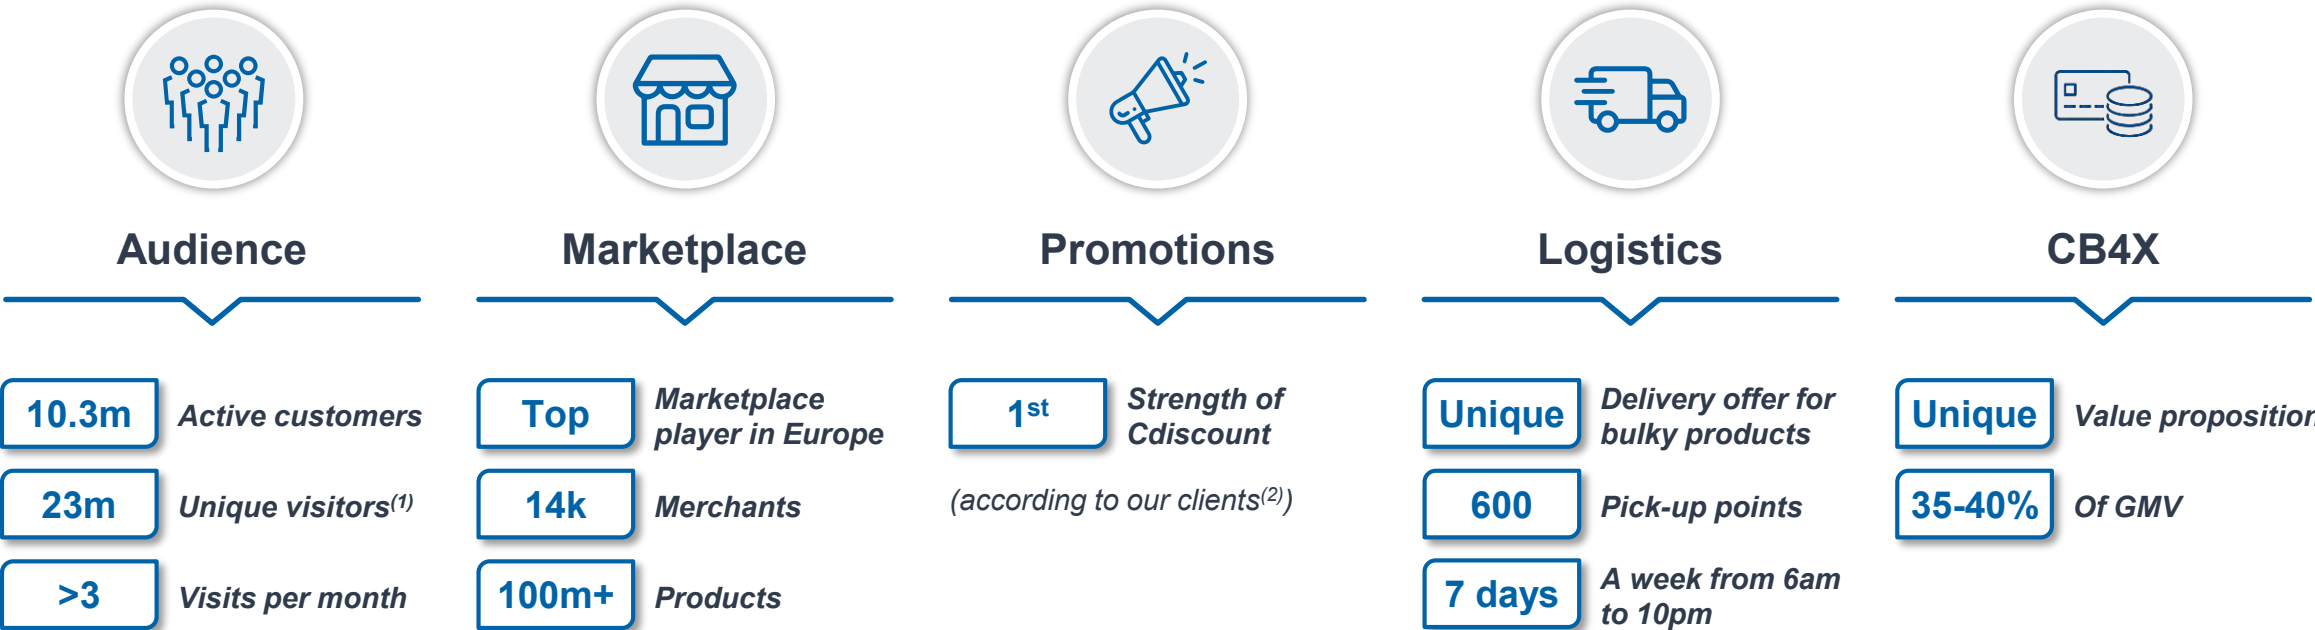 Audience
10.3m
Active customers
23m
Unique visitors(1)
>3
Visits per month
Marketplace
Top
Marketplace
player in Europe
14k
Merchants
100m+
Products
Promotions
1st
Strength of
Cdiscount
(according to our clients(2))
Logistics
Unique
Delivery offer for
bulky products
600
Pick-up points
7 days
A week from 6am
to 10pm
CB4X
Unique
Value proposition
35-40%
Of GMV